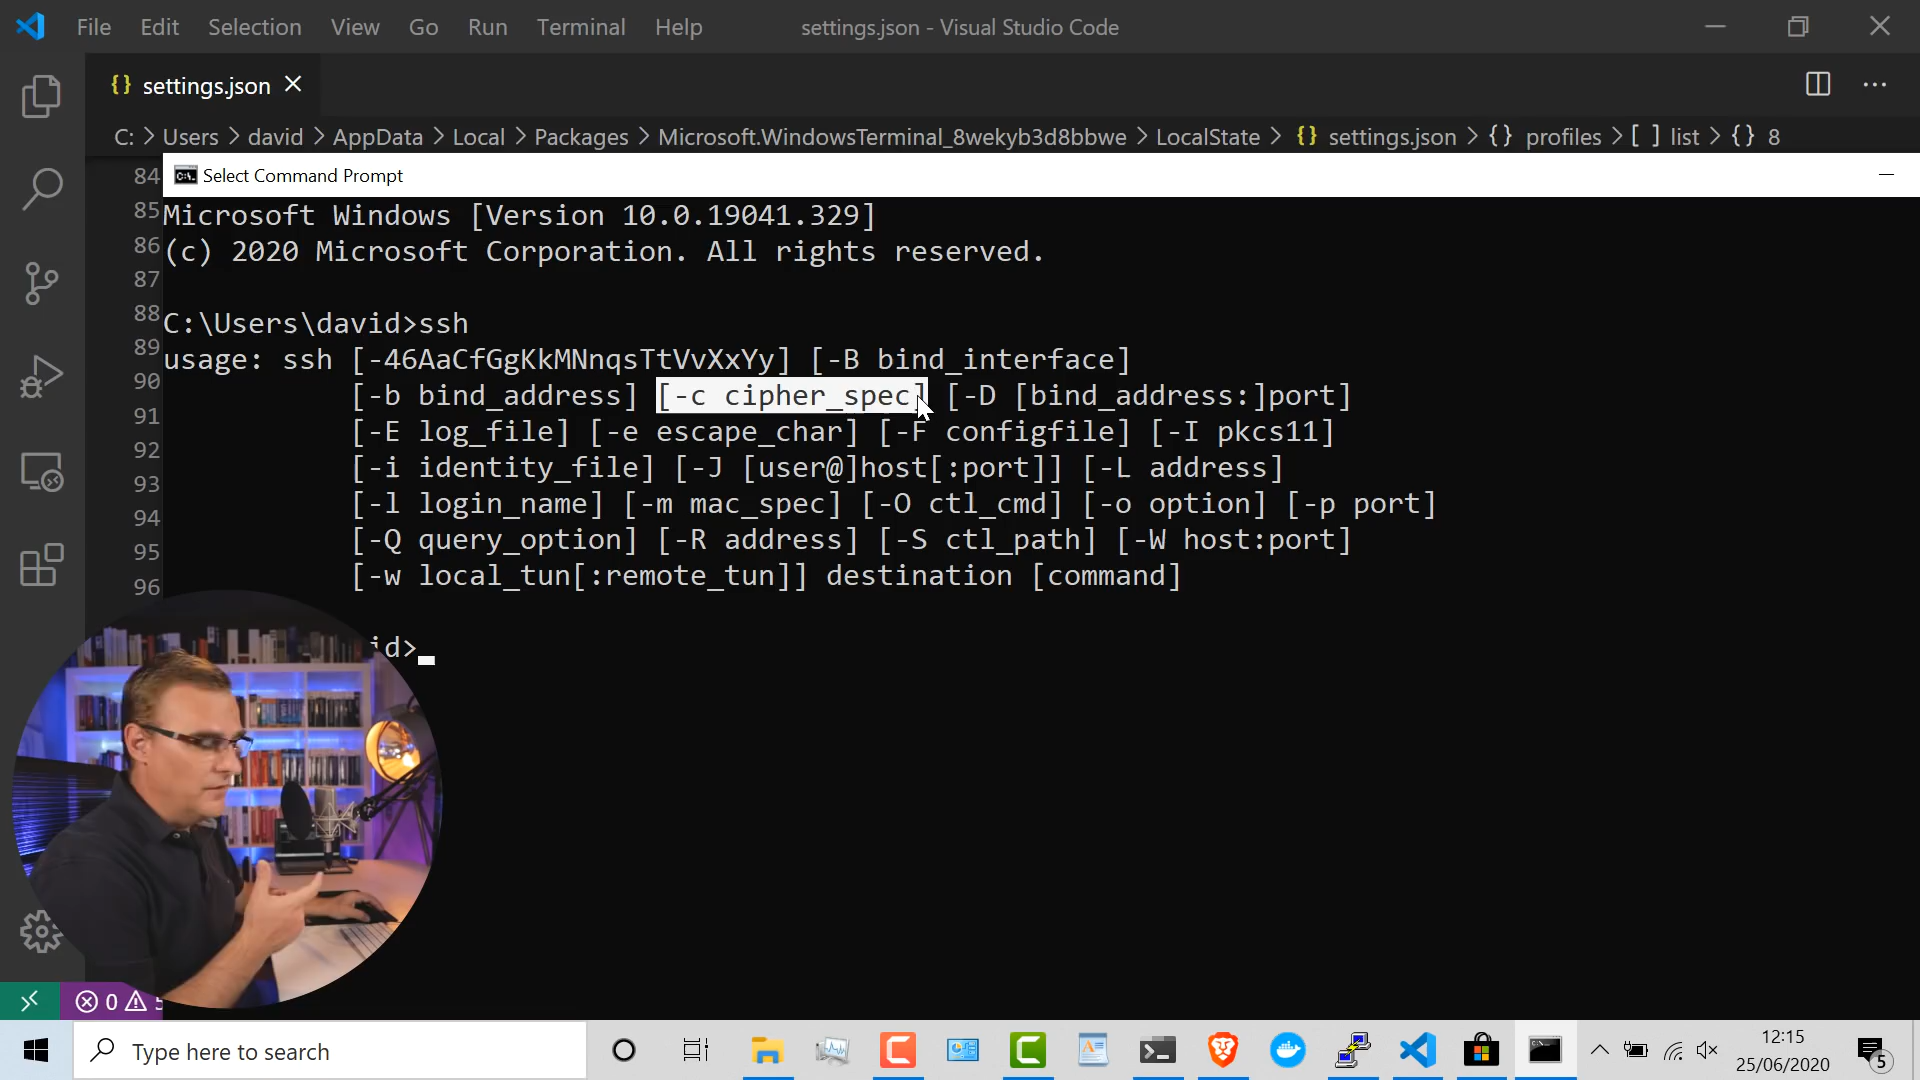 File Edit Selection View Go Run Terminal Help settings.json - Visual Studio Code
{} settings.json
C: > Users > david > AppData > Local > Packages > Microsoft.WindowsTerminal_8wekyb3d8bbwe > LocalState > {} settings.json > {} profiles > [ ] list > {} 8
84
Select Command Prompt
85
Microsoft Windows [Version 10.0.19041.329]
86
(c) 2020 Microsoft Corporation. All rights reserved.
87
88
C:\Users\david>ssh
89
usage: ssh [-46AaCfGgKkMNnqsTtVvXxYy] [-B bind_interface]
90
[-b bind_address] [-c cipher_spec] [-D [bind_address:]port]
91
[-E log_file] [-e escape_char] [-F configfile] [-I pkcs11]
92
[-i identity_file] [-J [user@]host[:port]] [-L address]
93
94
[-l login_name] [-m mac_spec] [-O ctl_cmd] [-o option] [-p port]
95
[-Q query_option] [-R address] [-S ctl_path] [-W host:port]
96
[-w local_tun[:remote_tun]] destination [command]
id>
0
Type here to search
12:15
25/06/2020
5